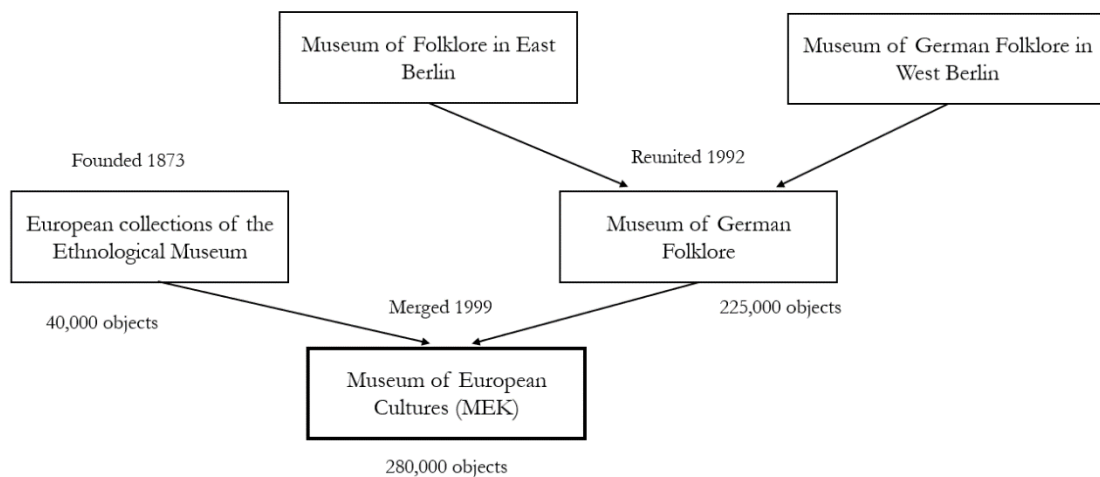 Museum of Folklore in East
Berlin
Museum of German Folklore in
West Berlin
Founded 1873
Reunited 1992
European collections of the
Ethnological Museum
Museum of German
Folklore
40,000 objects
Merged 1999
225,000 objects
Museum of European
Cultures (MEK)
280,000 objects